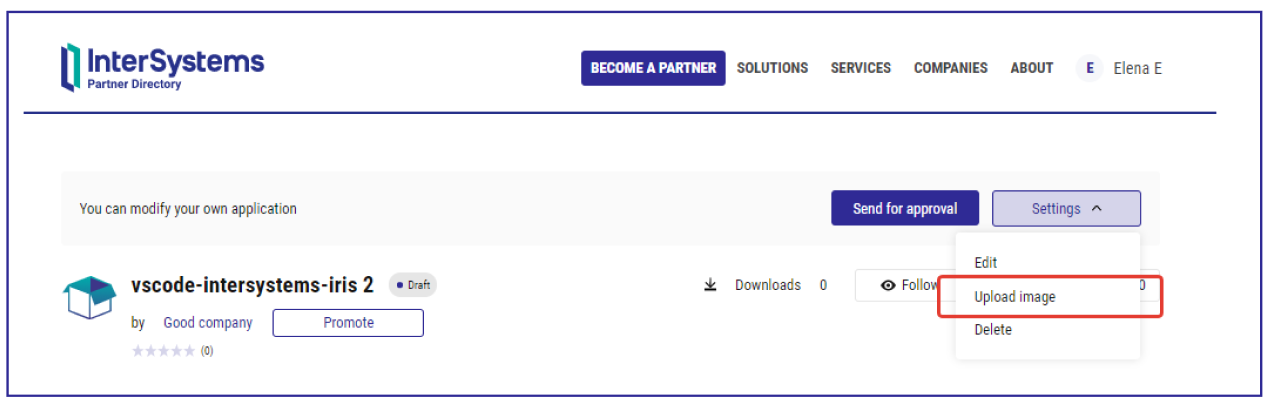 InterSystems
Partner Directory
BECOME A PARTNER SOLUTIONS SERVICES COMPANIES ABOUT E Elena E
You can modify your own application Send for approval Settings
Edit
vscode-intersystems-iris 2 Draft Downloads 0 Follow 0
Upload image
by Good company Promote
Delete
(0)